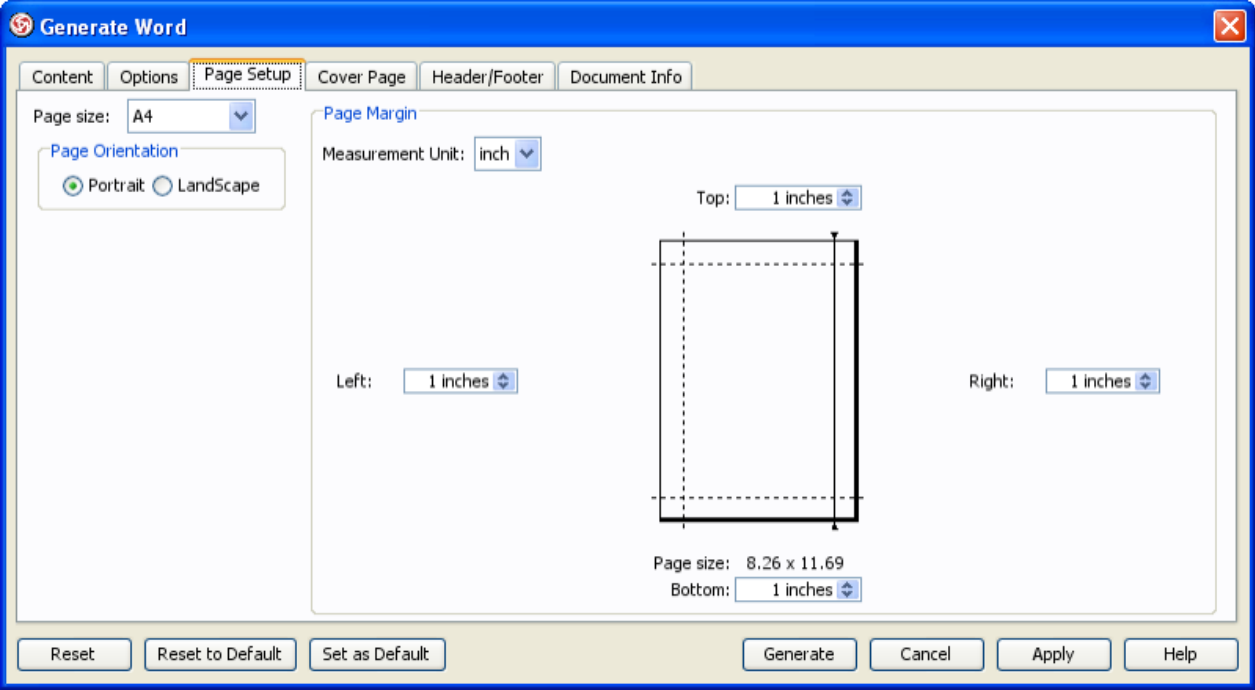 Generate Word
Content Options Page Setup Cover Page Header/Footer Document Info
Page size: A4
Page Orientation
Portrait LandScape
Page Margin
Measurement Unit: inch
Top: 1 inches
Left: 1 inches
Right: 1 inches
Page size: 8.26 x 11.69
Bottom: 1 inches
Reset Reset to Default Set as Default Generate Cancel Apply Help